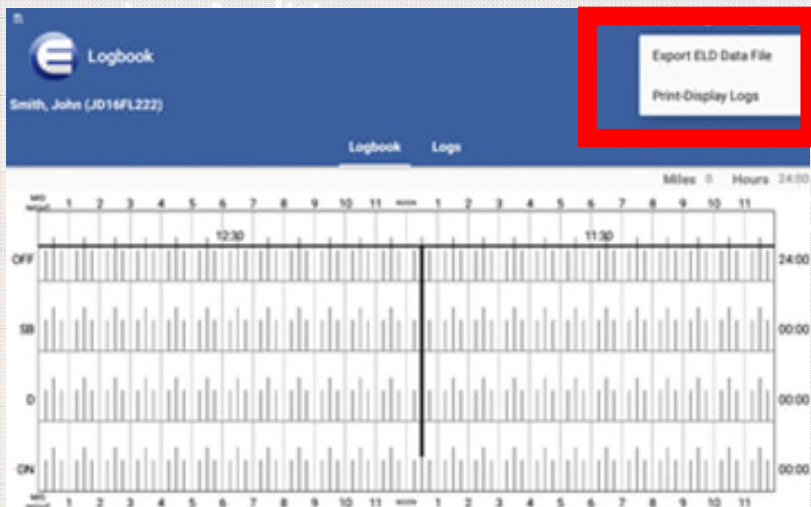 Logbook
Export ELD Data File
Smith, John (JD16FL222)
Print-Display Logs
Logbook Logs
Miles 0 Hours 24:00
1 2 3 4 5 6 7 8 9 10 11 NOON 1 2 3 4 5 6 7 8 9 10 11
12:30 11:30
OFF 24:00
SB 00:00
D 00:00
ON 00:00
1 2 3 4 5 6 7 8 9 10 11 NOON 1 2 3 4 5 6 7 8 9 10 11